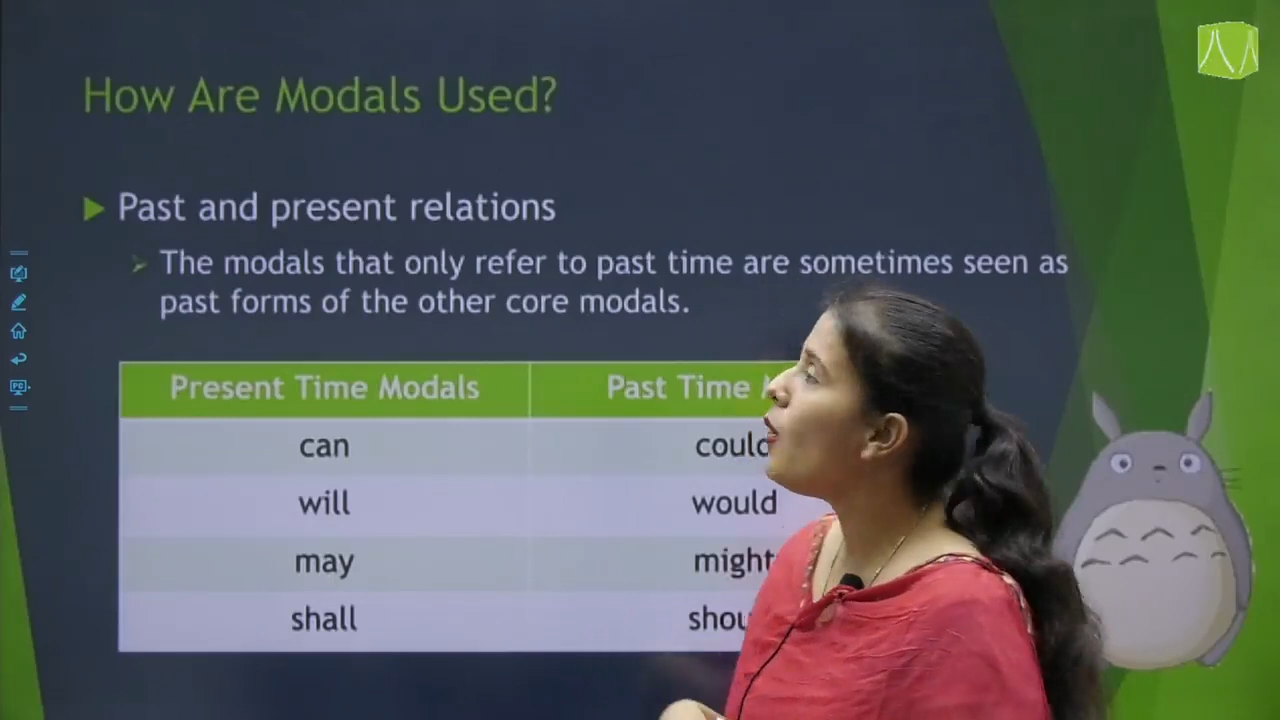 How Are Modals Used?
Past and present relations
The modals that only refer to past time are sometimes seen as
past forms of the other core modals.
Present Time Modals Past Time
can could
will would
may might
shall
PC